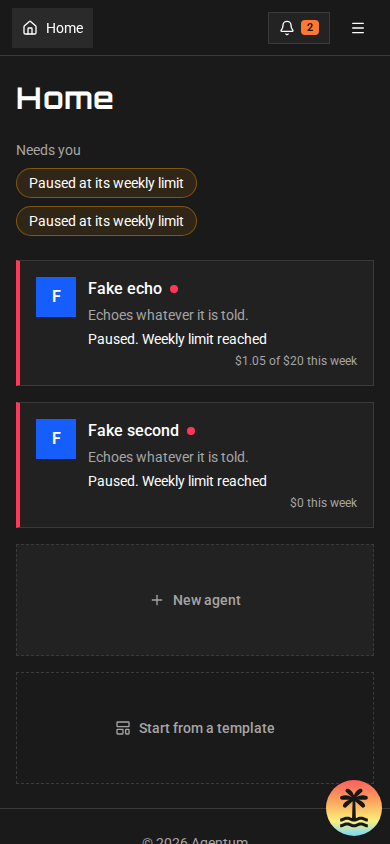 Home
2
Home
Needs you
Paused at its weekly limit
Paused at its weekly limit
F
Fake echo
Echoes whatever it is told.
Paused. Weekly limit reached
$1.05 of $20 this week
F
Fake second
Echoes whatever it is told.
Paused. Weekly limit reached
$0 this week
New agent
Start from a template
© 2026 Agentum